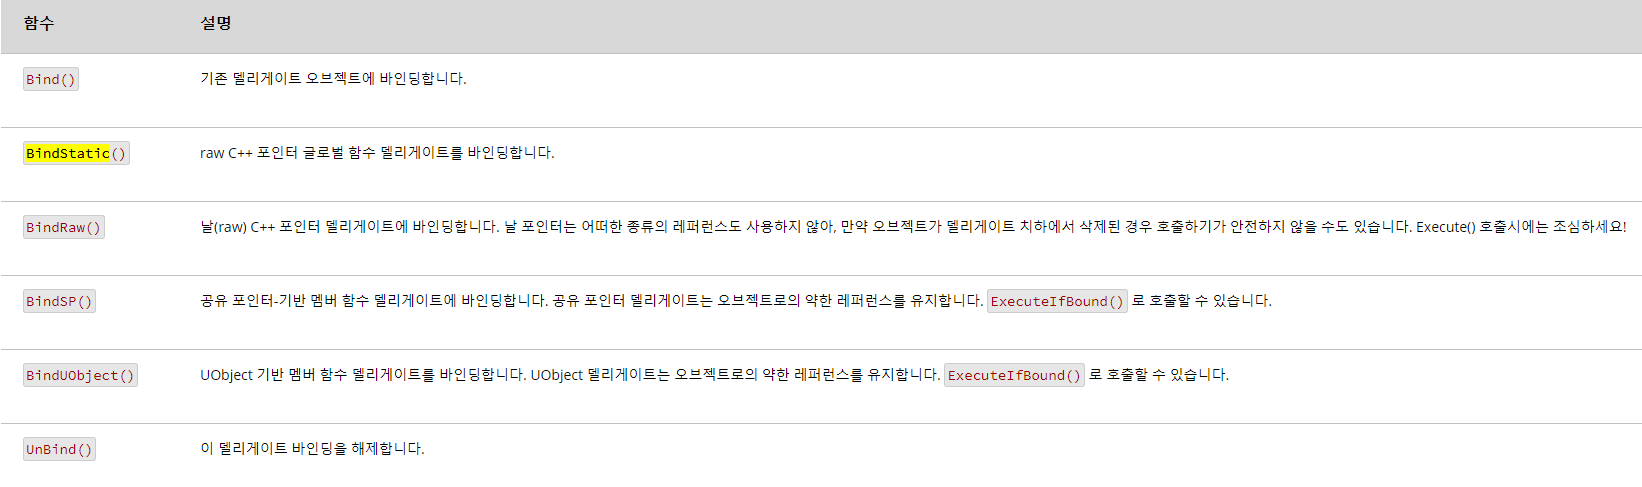 함수 설명
Bind() 기존 델리게이트 오브젝트에 바인딩합니다.
BindStatic() raw C++ 포인터 글로벌 함수 델리게이트를 바인딩합니다.
BindRaw() 날(raw) C++ 포인터 델리게이트에 바인딩합니다. 날 포인터는 어떠한 종류의 레퍼런스도 사용하지 않아, 만약 오브젝트가 델리게이트 치하에서 삭제된 경우 호출하기가 안전하지 않을 수도 있습니다. Execute() 호출시에는 조심하세요!
BindSP() 공유 포인터-기반 멤버 함수 델리게이트에 바인딩합니다. 공유 포인터 델리게이트는 오브젝트로의 약한 레퍼런스를 유지합니다. ExecuteIfBound() 로 호출할 수 있습니다.
BindUObject() UObject 기반 멤버 함수 델리게이트를 바인딩합니다. UObject 델리게이트는 오브젝트로의 약한 레퍼런스를 유지합니다. ExecuteIfBound() 로 호출할 수 있습니다.
UnBind() 이 델리게이트 바인딩을 해제합니다.